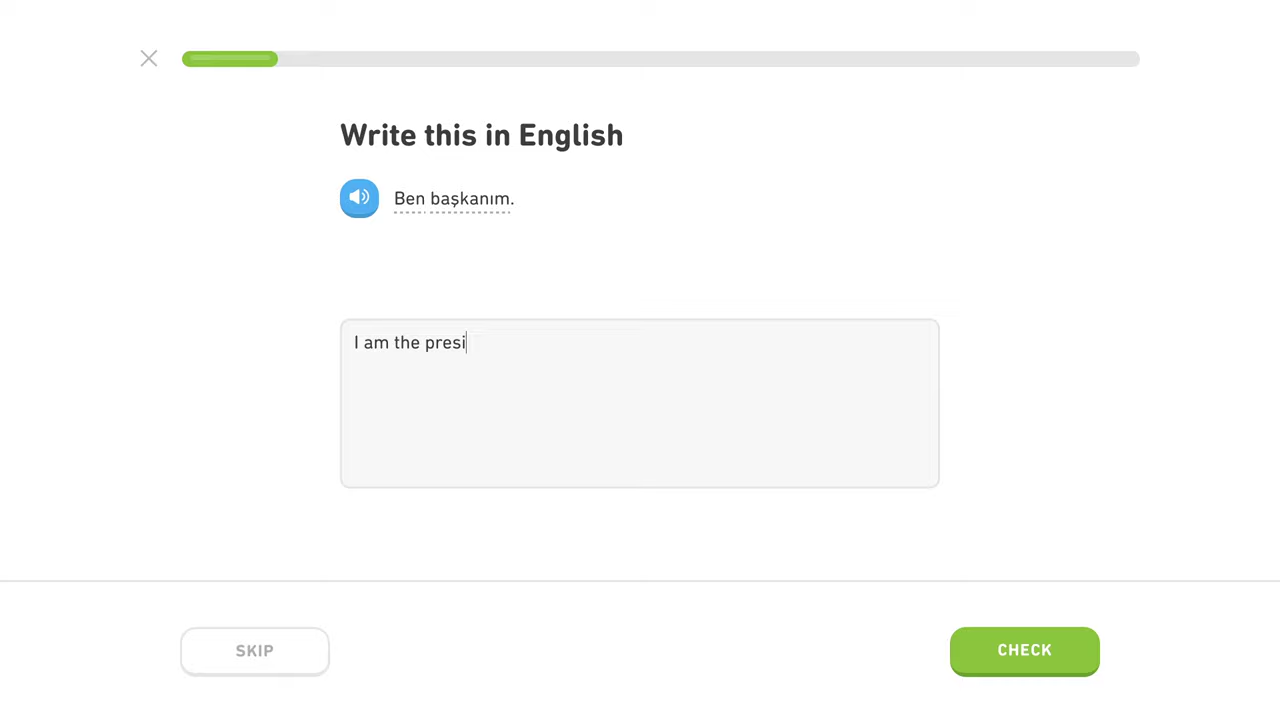 Write this in English
Ben başkanım.
I am the presi
SKIP
CHECK